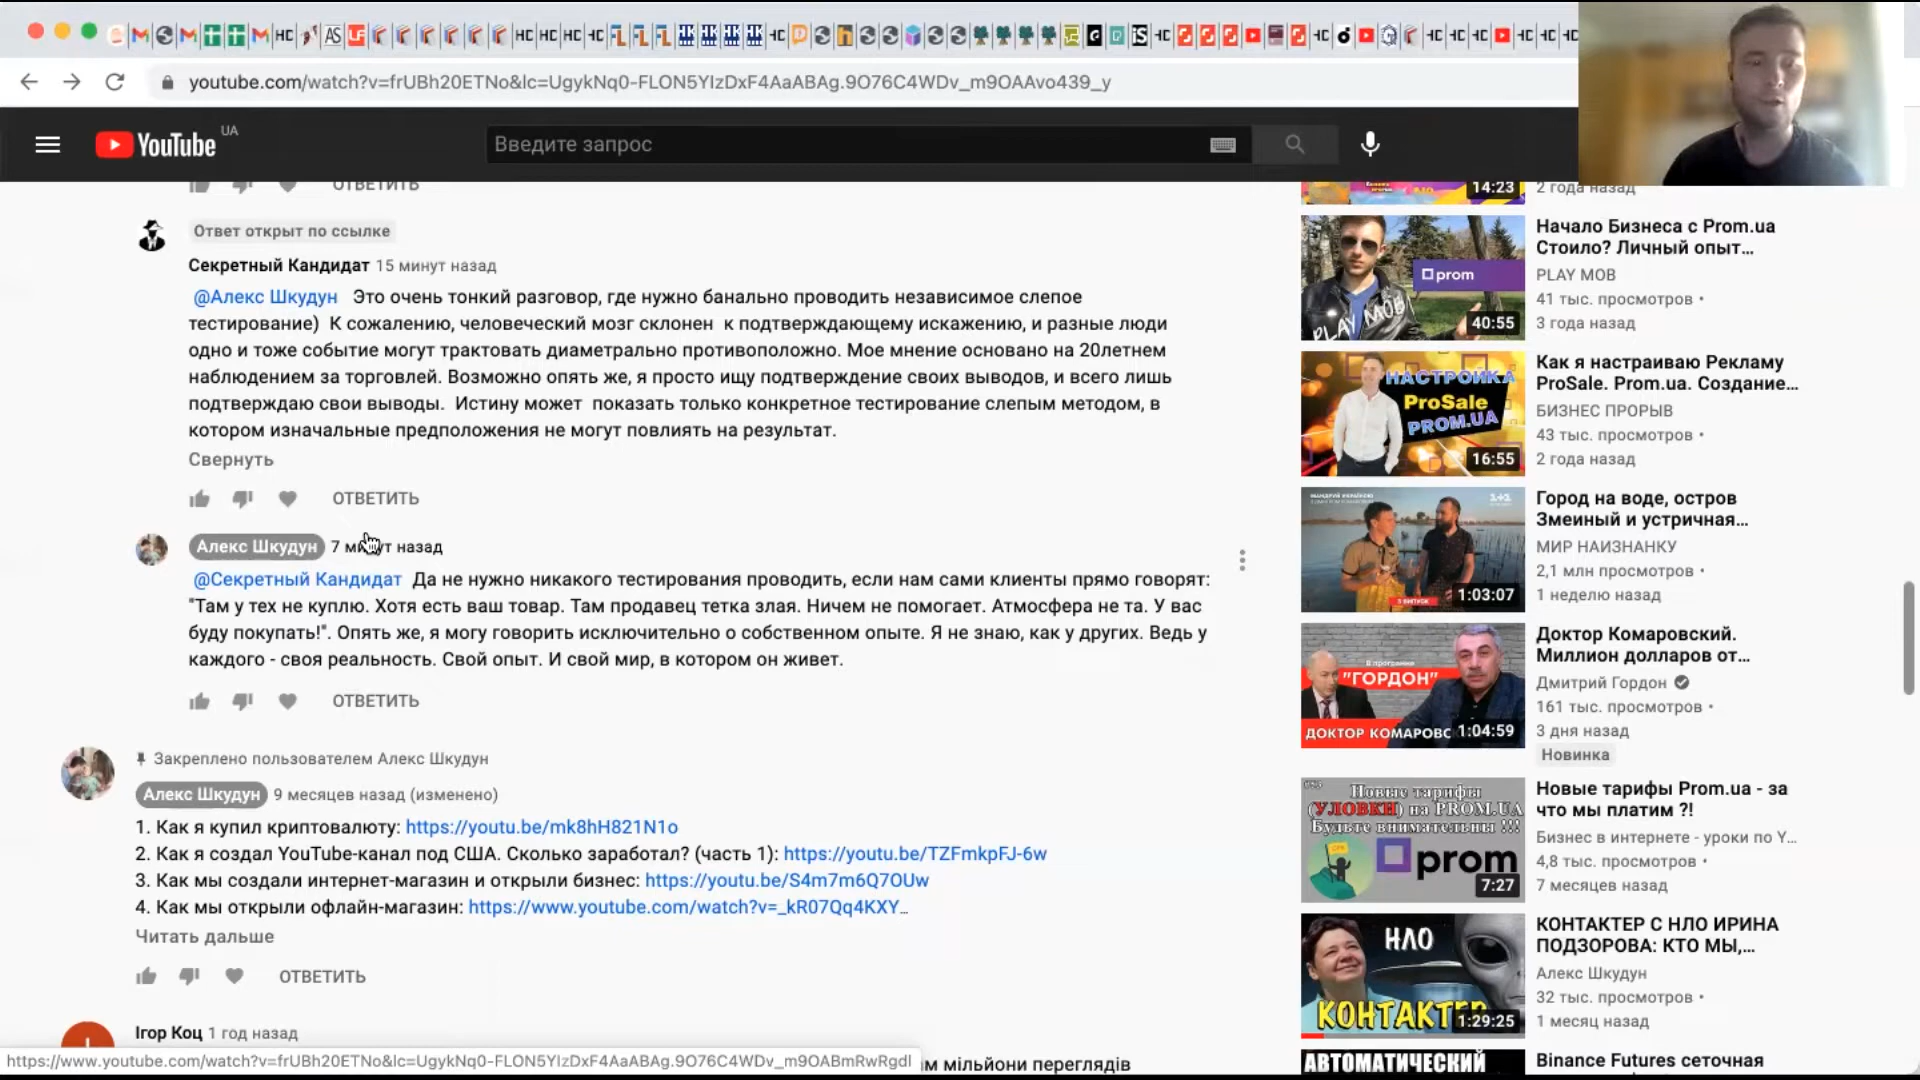 youtube.com/watch?v=frUBh20ETNo&lc=UgykNq0-FLON5YIzDxF4AaABAg.9O76C4WDv_m9OAAvo439_y
YouTube UA
Введите запрос
ОТВЕТИТЬ
Ответ открыт по ссылке
Секретный Кандидат 15 минут назад
@Алекс Шкудун Это очень тонкий разговор, где нужно банально проводить независимое слепое
тестирование) К сожалению, человеческий мозг склонен к подтверждающему искажению, и разные люди
одно и тоже событие могут трактовать диаметрально противоположно. Мое мнение основано на 20летнем
наблюдением за торговлей. Возможно опять же, я просто ищу подтверждение своих выводов, и всего лишь
подтверждаю свои выводы. Истину может показать только конкретное тестирование слепым методом, в
котором изначальные предположения не могут повлиять на результат.
Свернуть
ОТВЕТИТЬ
Алекс Шкудун 7 минут назад
@Секретный Кандидат Да не нужно никакого тестирования проводить, если нам сами клиенты прямо говорят:
"Там у тех не куплю. Хотя есть ваш товар. Там продавец тетка злая. Ничем не помогает. Атмосфера не та. У вас
буду покупать!". Опять же, я могу говорить исключительно о собственном опыте. Я не знаю, как у других. Ведь у
каждого - своя реальность. Свой опыт. И свой мир, в котором он живет.
ОТВЕТИТЬ
Закреплено пользователем Алекс Шкудун
Алекс Шкудун 9 месяцев назад (изменено)
1. Как я купил криптовалюту: https://youtu.be/mk8hH821N1o
2. Как я создал YouTube-канал под США. Сколько заработал? (часть 1): https://youtu.be/TZFmkpFJ-6w
3. Как мы создали интернет-магазин и открыли бизнес: https://youtu.be/S4m7m6Q7OUw
4. Как мы открыли офлайн-магазин: https://www.youtube.com/watch?v=_kR07Qq4KXY...
Читать дальше
ОТВЕТИТЬ
Ігор Коц 1 год назад
м мільйони переглядів
https://www.youtube.com/watch?v=frUBh20ETNo&lc=UgykNq0-FLON5YIzDxF4AaABAg.9O76C4WDv_m9OABmRwRgdl
14:23
2 года назад
PLAY MOB
prom
40:55
Начало Бизнеса с Prom.ua
Стоило? Личный опыт...
PLAY MOB
41 тыс. просмотров •
3 года назад
НАСТРОЙКА
ProSale
PROM.UA
16:55
Как я настраиваю Рекламу
ProSale. Prom.ua. Создание...
БИЗНЕС ПРОРЫВ
43 тыс. просмотров •
2 года назад
1+1
1:03:07
Город на воде, остров
Змеиный и устричная...
МИР НАИЗНАНКУ
2,1 млн просмотров •
1 неделю назад
В программе
"ГОРДОН"
ДОКТОР КОМАРОВС
1:04:59
Доктор Комаровский.
Миллион долларов от...
Дмитрий Гордон
161 тыс. просмотров •
3 дня назад
Новинка
Новые тарифы
(УЛОВКИ) на PROM.UA
Будьте внимательны !!!
prom
7:27
Новые тарифы Prom.ua - за
что мы платим ?!
Бизнес в интернете - уроки по Y...
4,8 тыс. просмотров •
7 месяцев назад
НЛО
КОНТАКТЕР
1:29:25
КОНТАКТЕР С НЛО ИРИНА
ПОДЗОРОВА: КТО МЫ,...
Алекс Шкудун
32 тыс. просмотров •
1 месяц назад
АВТОМАТИЧЕСКИЙ
Binance Futures сеточная